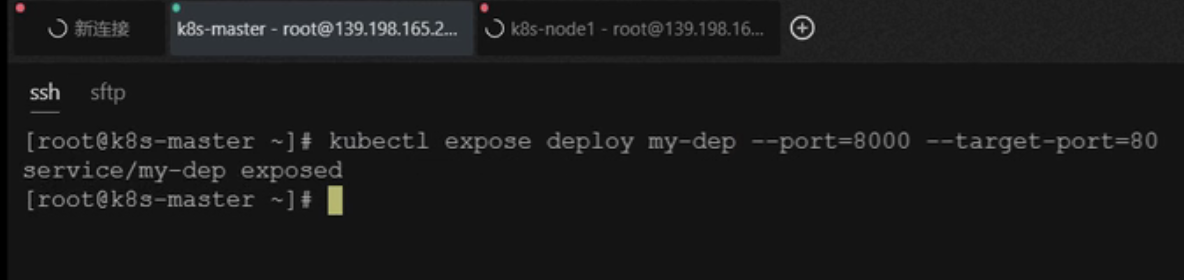 新连接
k8s-master - root@139.198.165.2...
k8s-node1 - root@139.198.16...
ssh
sftp
[root@k8s-master ~]# kubectl expose deploy my-dep --port=8000 --target-port=80
service/my-dep exposed
[root@k8s-master ~]#